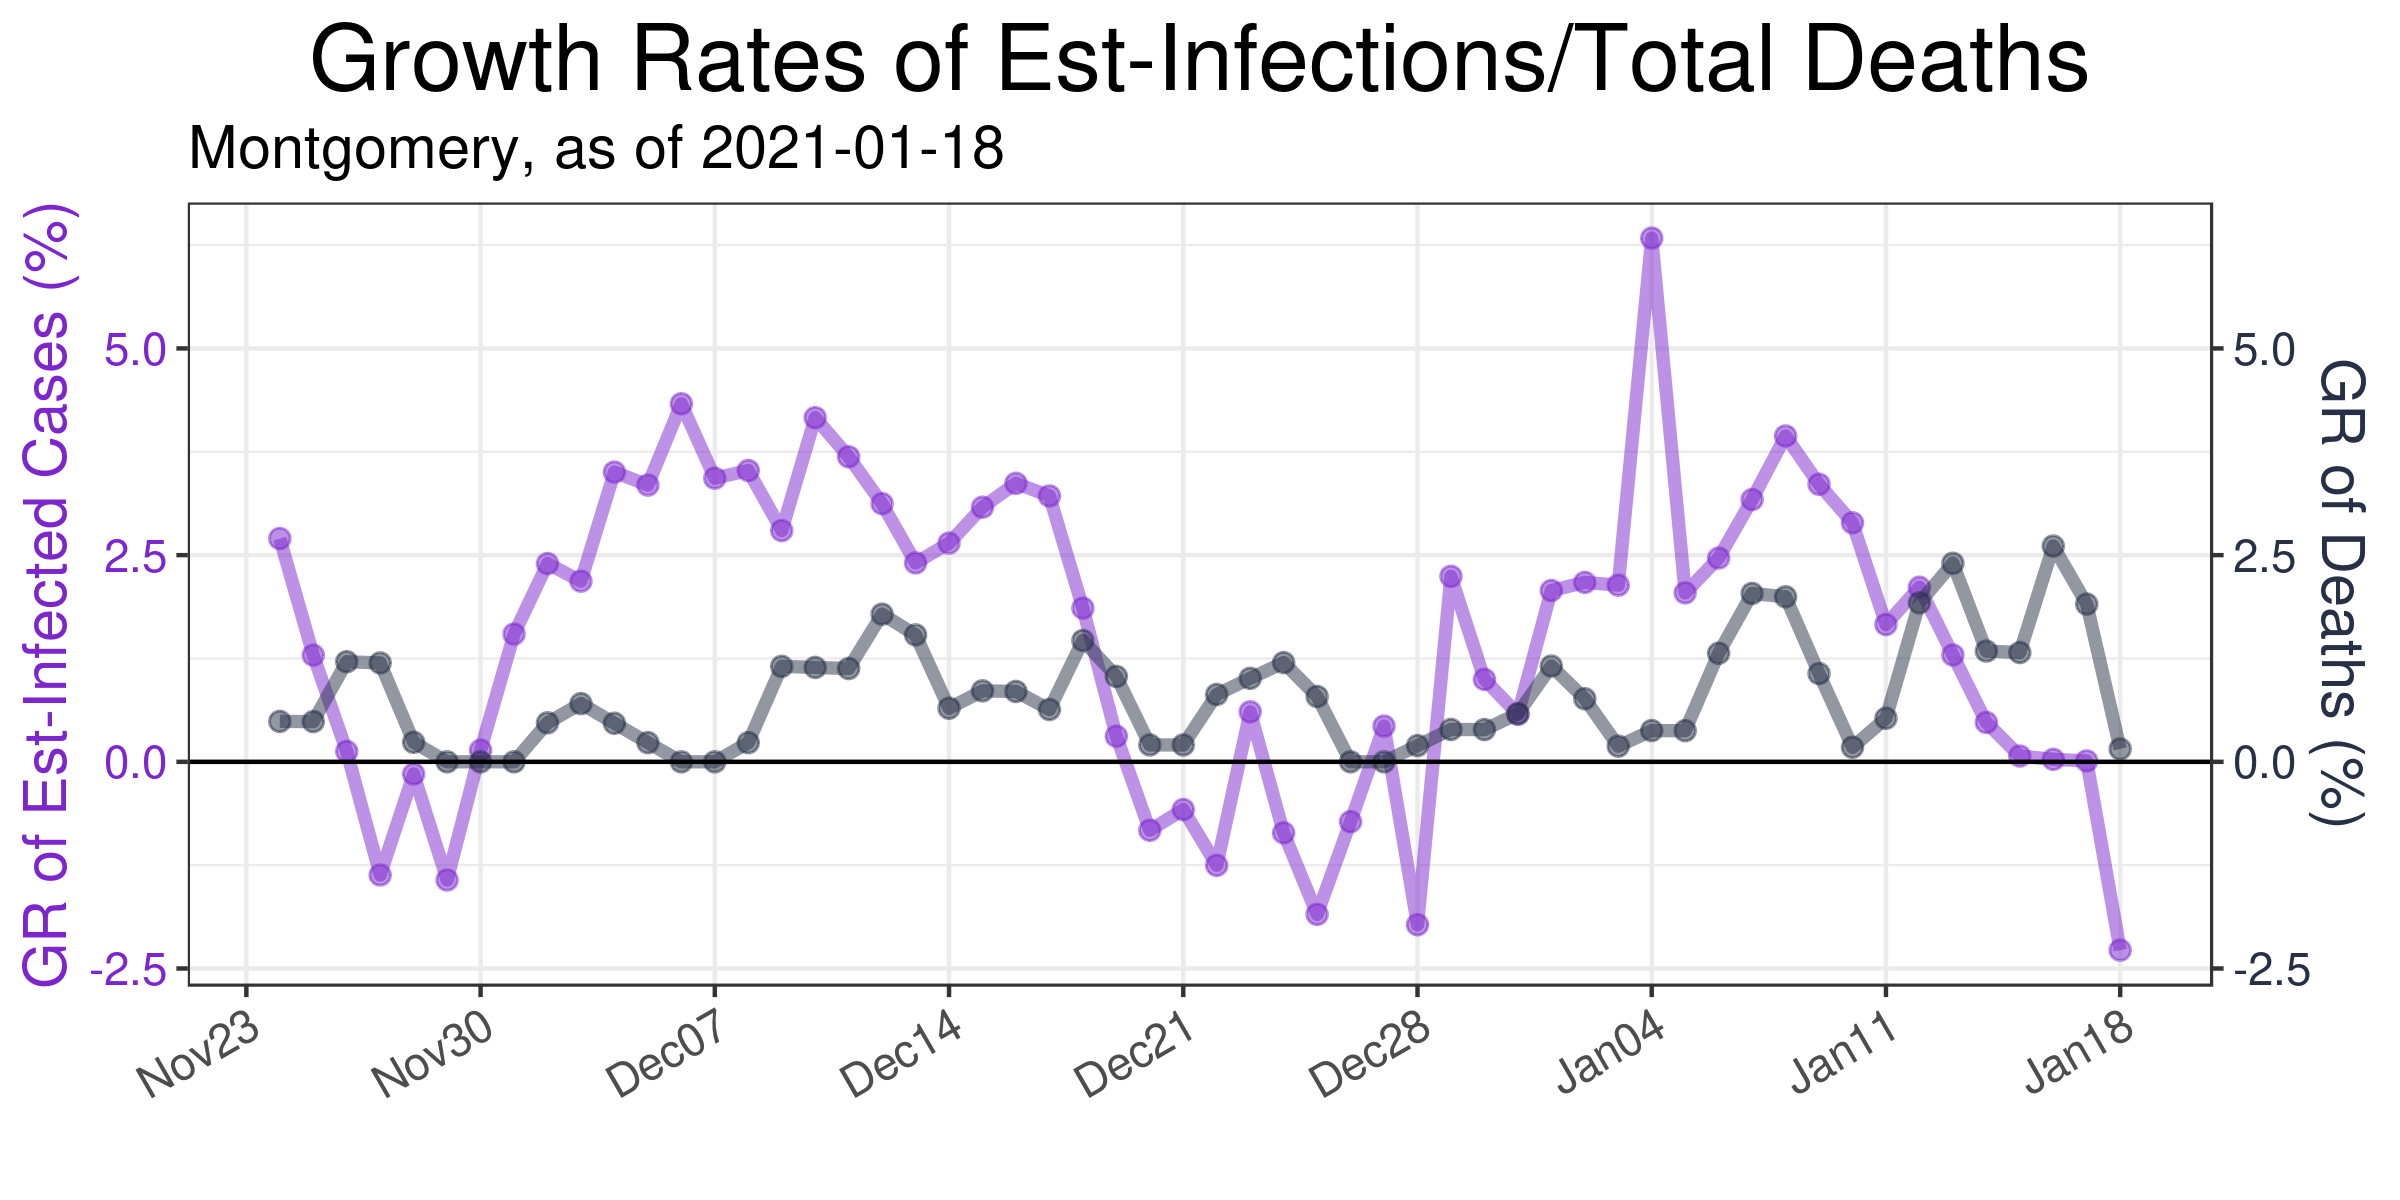 Growth Rates of Est-Infections/Total Deaths
Montgomery, as of 2021-01-18
GR of Est-Infected Cases (%)
5.0
2.5
0.0
-2.5
5.0
2.5
0.0
-2.5
GR of Deaths (%)
Nov23
Nov30
Dec07
Dec14
Dec21
Dec28
Jan04
Jan11
Jan18